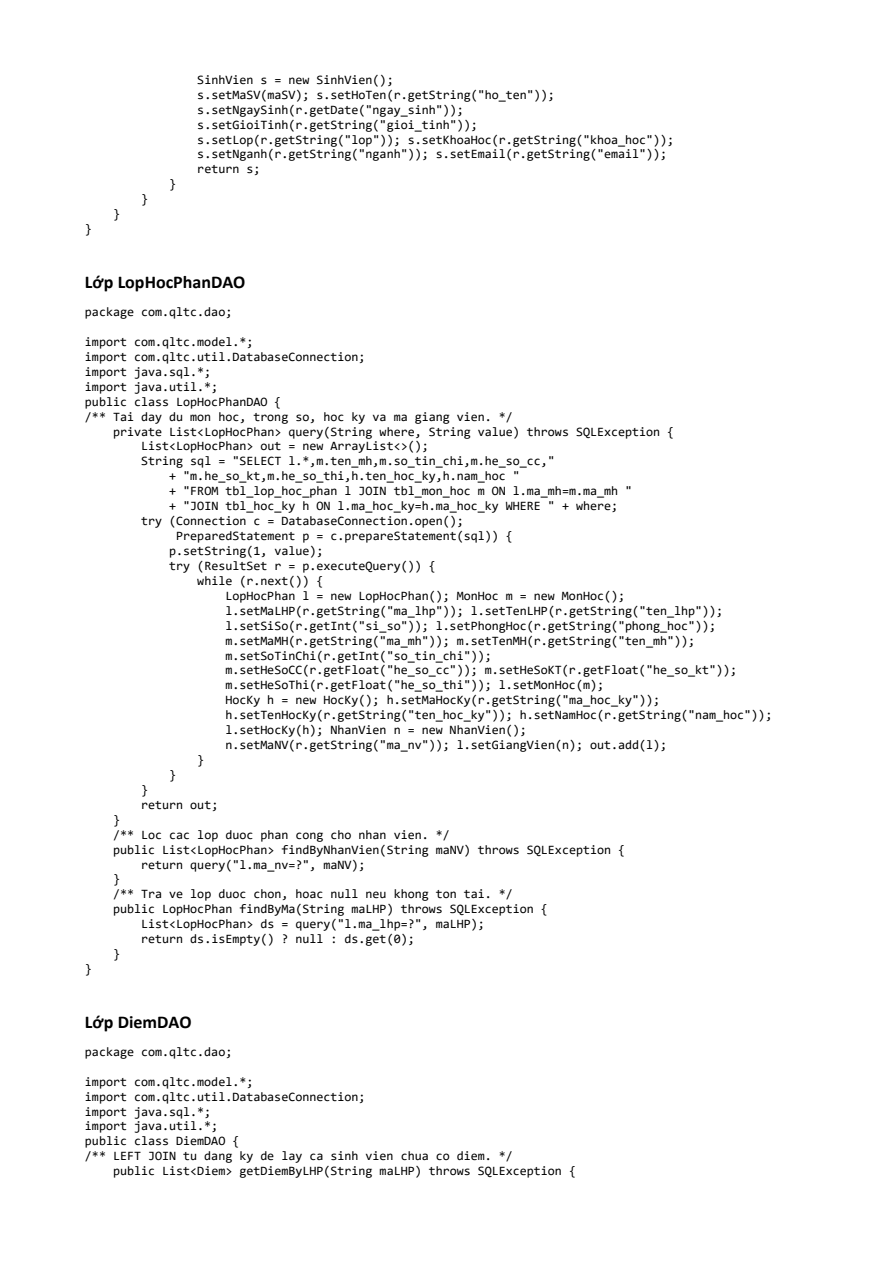 SinhVien s = new SinhVien();
s.setMaSV(maSV); s.setHoTen(r.getString("ho_ten"));
s.setNgaySinh(r.getDate("ngay_sinh"));
s.setGioiTinh(r.getString("gioi_tinh"));
s.setLop(r.getString("lop")); s.setKhoaHoc(r.getString("khoa_hoc"));
s.setNganh(r.getString("nganh")); s.setEmail(r.getString("email"));
return s;
}
}
}
}
Lớp LopHocPhanDAO
package com.qltc.dao;
import com.qltc.model.*;
import com.qltc.util.DatabaseConnection;
import java.sql.*;
import java.util.*;
public class LopHocPhanDAO {
/** Tai day du mon hoc, trong so, hoc ky va ma giang vien. */
private List<LopHocPhan> query(String where, String value) throws SQLException {
List<LopHocPhan> out = new ArrayList<>();
String sql = "SELECT l.*,m.ten_mh,m.so_tin_chi,m.he_so_cc,"
+ "m.he_so_kt,m.he_so_thi,h.ten_hoc_ky,h.nam_hoc "
+ "FROM tbl_lop_hoc_phan l JOIN tbl_mon_hoc m ON l.ma_mh=m.ma_mh "
+ "JOIN tbl_hoc_ky h ON l.ma_hoc_ky=h.ma_hoc_ky WHERE " + where;
try (Connection c = DatabaseConnection.open();
PreparedStatement p = c.prepareStatement(sql)) {
p.setString(1, value);
try (ResultSet r = p.executeQuery()) {
while (r.next()) {
LopHocPhan l = new LopHocPhan(); MonHoc m = new MonHoc();
l.setMaLHP(r.getString("ma_lhp")); l.setTenLHP(r.getString("ten_lhp"));
l.setSiSo(r.getInt("si_so")); l.setPhongHoc(r.getString("phong_hoc"));
m.setMaMH(r.getString("ma_mh")); m.setTenMH(r.getString("ten_mh"));
m.setSoTinChi(r.getInt("so_tin_chi"));
m.setHeSoCC(r.getFloat("he_so_cc")); m.setHeSoKT(r.getFloat("he_so_kt"));
m.setHeSoThi(r.getFloat("he_so_thi")); l.setMonHoc(m);
HocKy h = new HocKy(); h.setMaHocKy(r.getString("ma_hoc_ky"));
h.setTenHocKy(r.getString("ten_hoc_ky")); h.setNamHoc(r.getString("nam_hoc"));
l.setHocKy(h); NhanVien n = new NhanVien();
n.setMaNV(r.getString("ma_nv")); l.setGiangVien(n); out.add(l);
}
}
}
return out;
}
/** Loc cac lop duoc phan cong cho nhan vien. */
public List<LopHocPhan> findByNhanVien(String maNV) throws SQLException {
return query("l.ma_nv=?", maNV);
}
/** Tra ve lop duoc chon, hoac null neu khong ton tai. */
public LopHocPhan findByMa(String maLHP) throws SQLException {
List<LopHocPhan> ds = query("l.ma_lhp=?", maLHP);
return ds.isEmpty() ? null : ds.get(0);
}
}
Lớp DiemDAO
package com.qltc.dao;
import com.qltc.model.*;
import com.qltc.util.DatabaseConnection;
import java.sql.*;
import java.util.*;
public class DiemDAO {
/** LEFT JOIN tu dang ky de lay ca sinh vien chua co diem. */
public List<Diem> getDiemByLHP(String maLHP) throws SQLException {